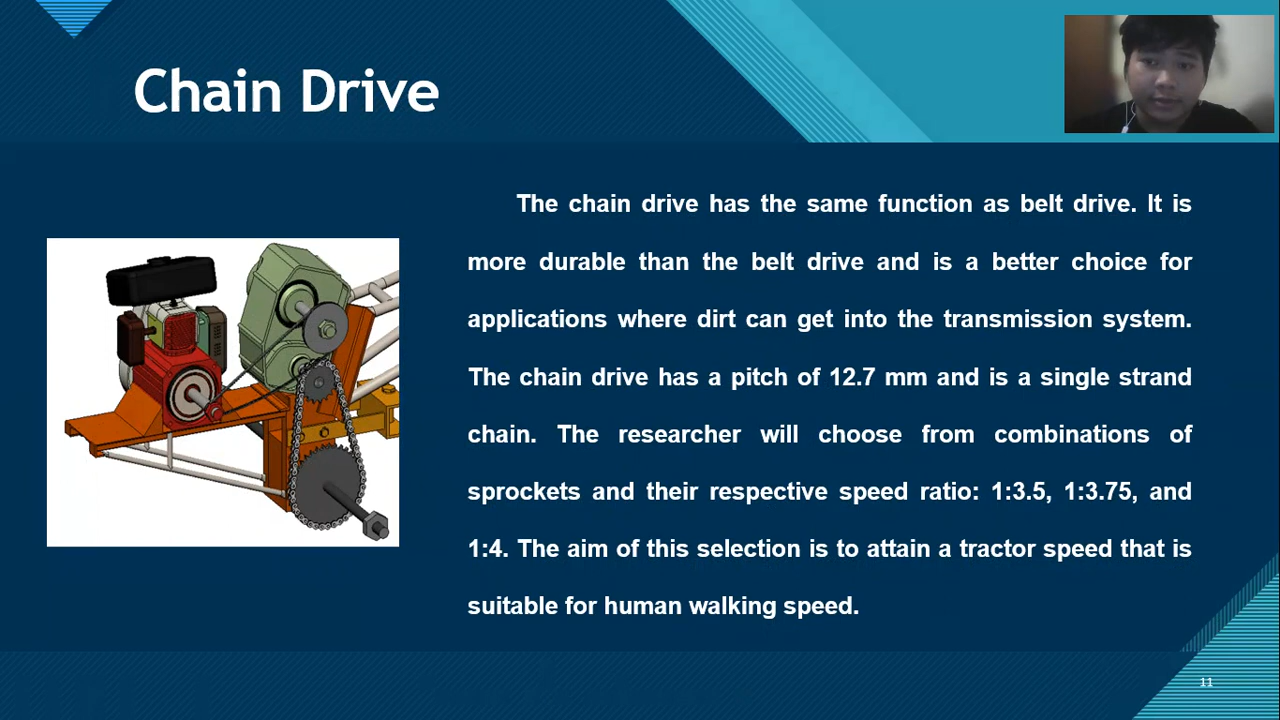 Chain Drive
The chain drive has the same function as belt drive. It is
more durable than the belt drive and is a better choice for
applications where dirt can get into the transmission system.
The chain drive has a pitch of 12.7 mm and is a single strand
chain. The researcher will choose from combinations of
sprockets and their respective speed ratio: 1:3.5, 1:3.75, and
1:4. The aim of this selection is to attain a tractor speed that is
suitable for human walking speed.
11